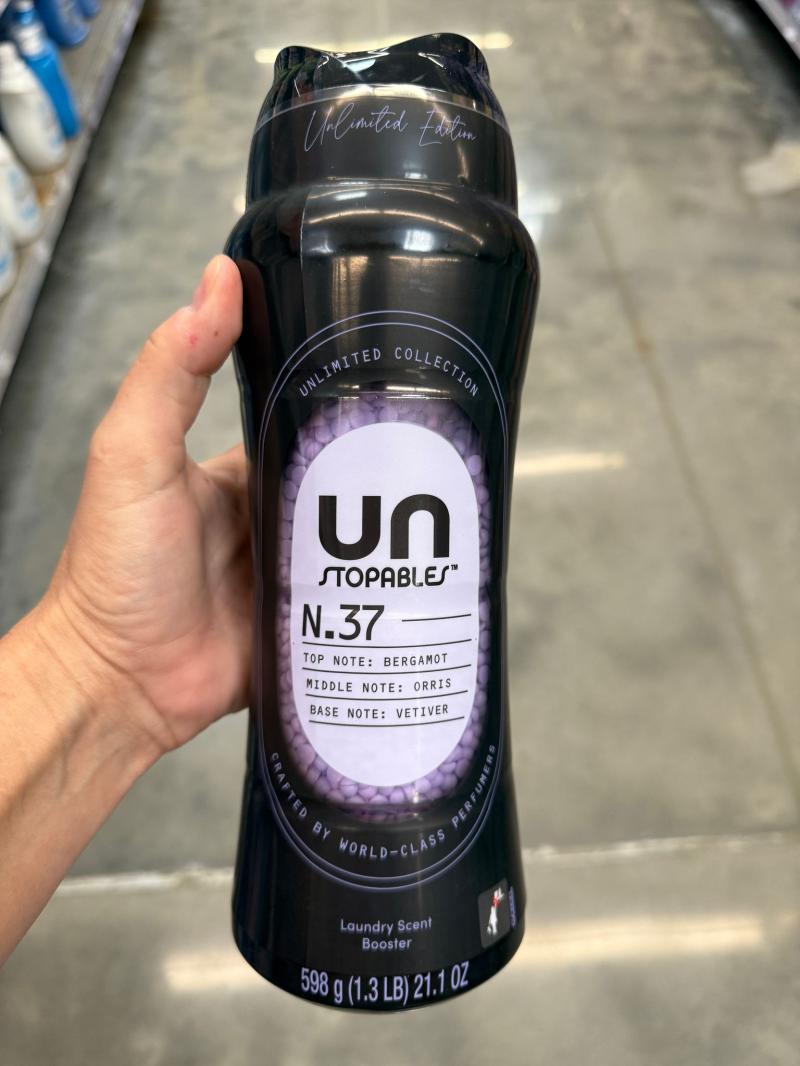 Unlimited Edition
UNLIMITED COLLECTION
un
STOPABLES™
N.37
TOP NOTE: BERGAMOT
MIDDLE NOTE: ORRIS
BASE NOTE: VETIVER
CRAFTED BY WORLD-CLASS PERFUMERS
Laundry Scent
Booster
598 g (1.3 LB) 21.1 OZ